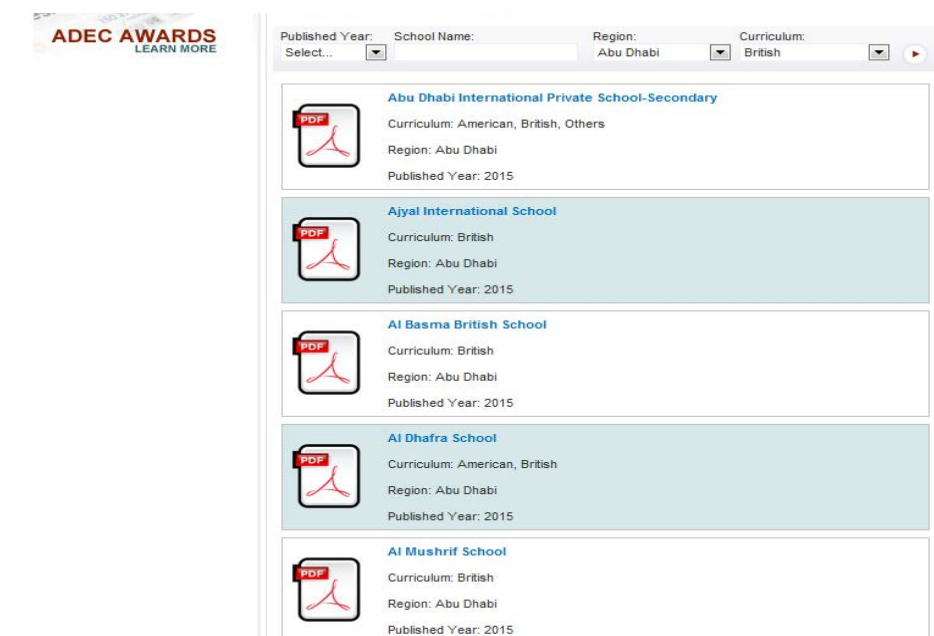 ADEC AWARDS
LEARN MORE
Published Year: School Name: Region: Curriculum:
Select... Abu Dhabi British
Abu Dhabi International Private School-Secondary
PDF
Curriculum: American, British, Others
Region: Abu Dhabi
Published Year: 2015
Ajyal International School
PDF
Curriculum: British
Region: Abu Dhabi
Published Year: 2015
Al Basma British School
PDF
Curriculum: British
Region: Abu Dhabi
Published Year: 2015
Al Dhafra School
PDF
Curriculum: American, British
Region: Abu Dhabi
Published Year: 2015
Al Mushrif School
PDF
Curriculum: British
Region: Abu Dhabi
Published Year: 2015